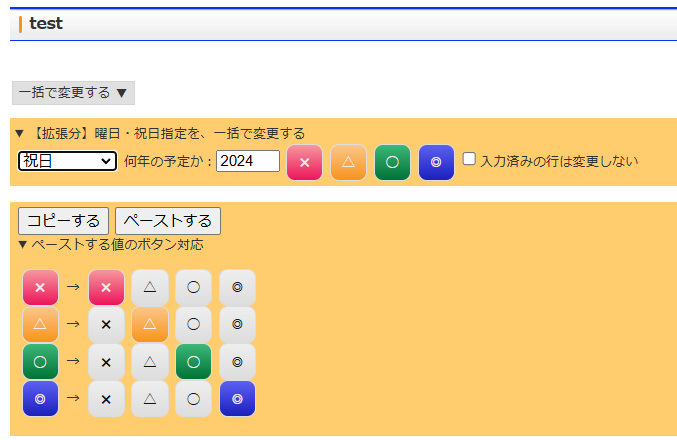 test
一括で変更する ▼
▼ 【拡張分】曜日・祝日指定を、一括で変更する
祝日 何年の予定か：2024 × △ 〇 ◎ 入力済みの行は変更しない
コピーする ペーストする
▼ ペーストする値のボタン対応
× → × △ 〇 ◎
△ → × △ 〇 ◎
〇 → × △ 〇 ◎
◎ → × △ 〇 ◎